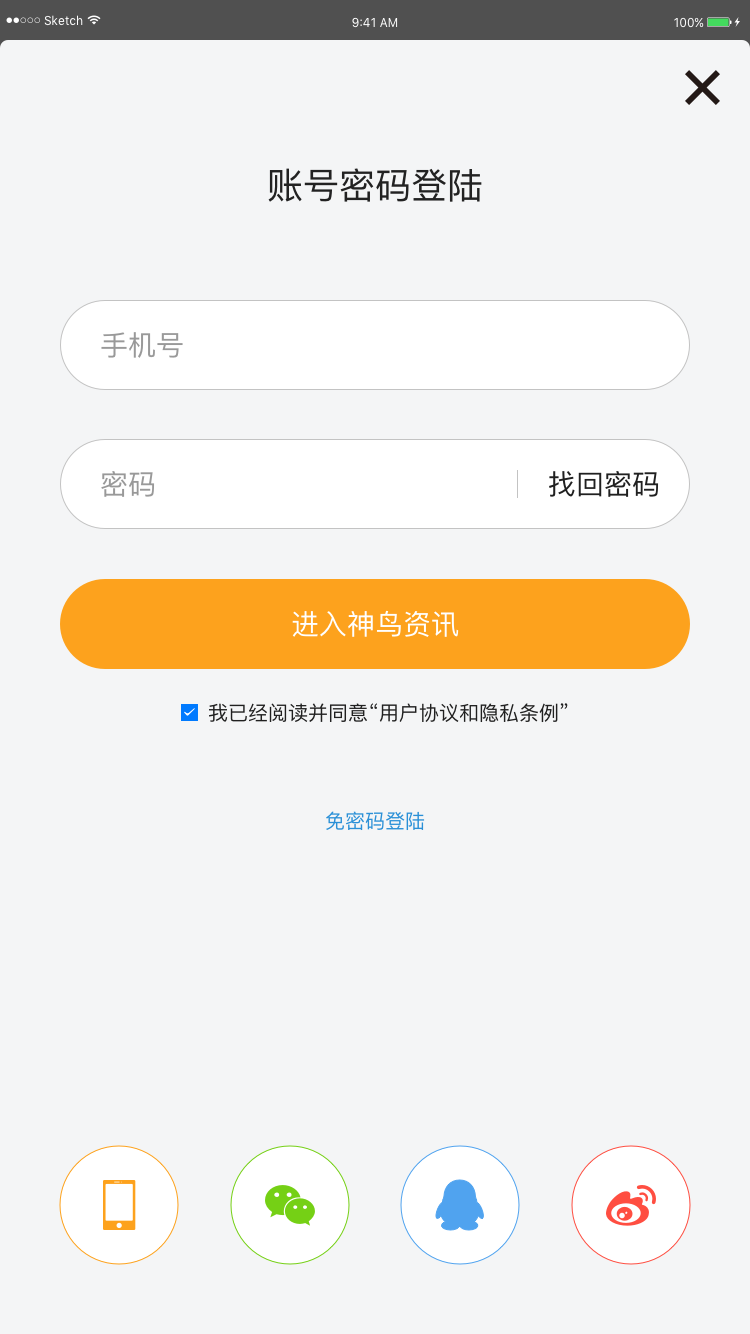 Sketch 9:41 AM 100%
账号密码登陆
手机号
密码 找回密码
进入神鸟资讯
我已经阅读并同意“用户协议和隐私条例”
免密码登陆